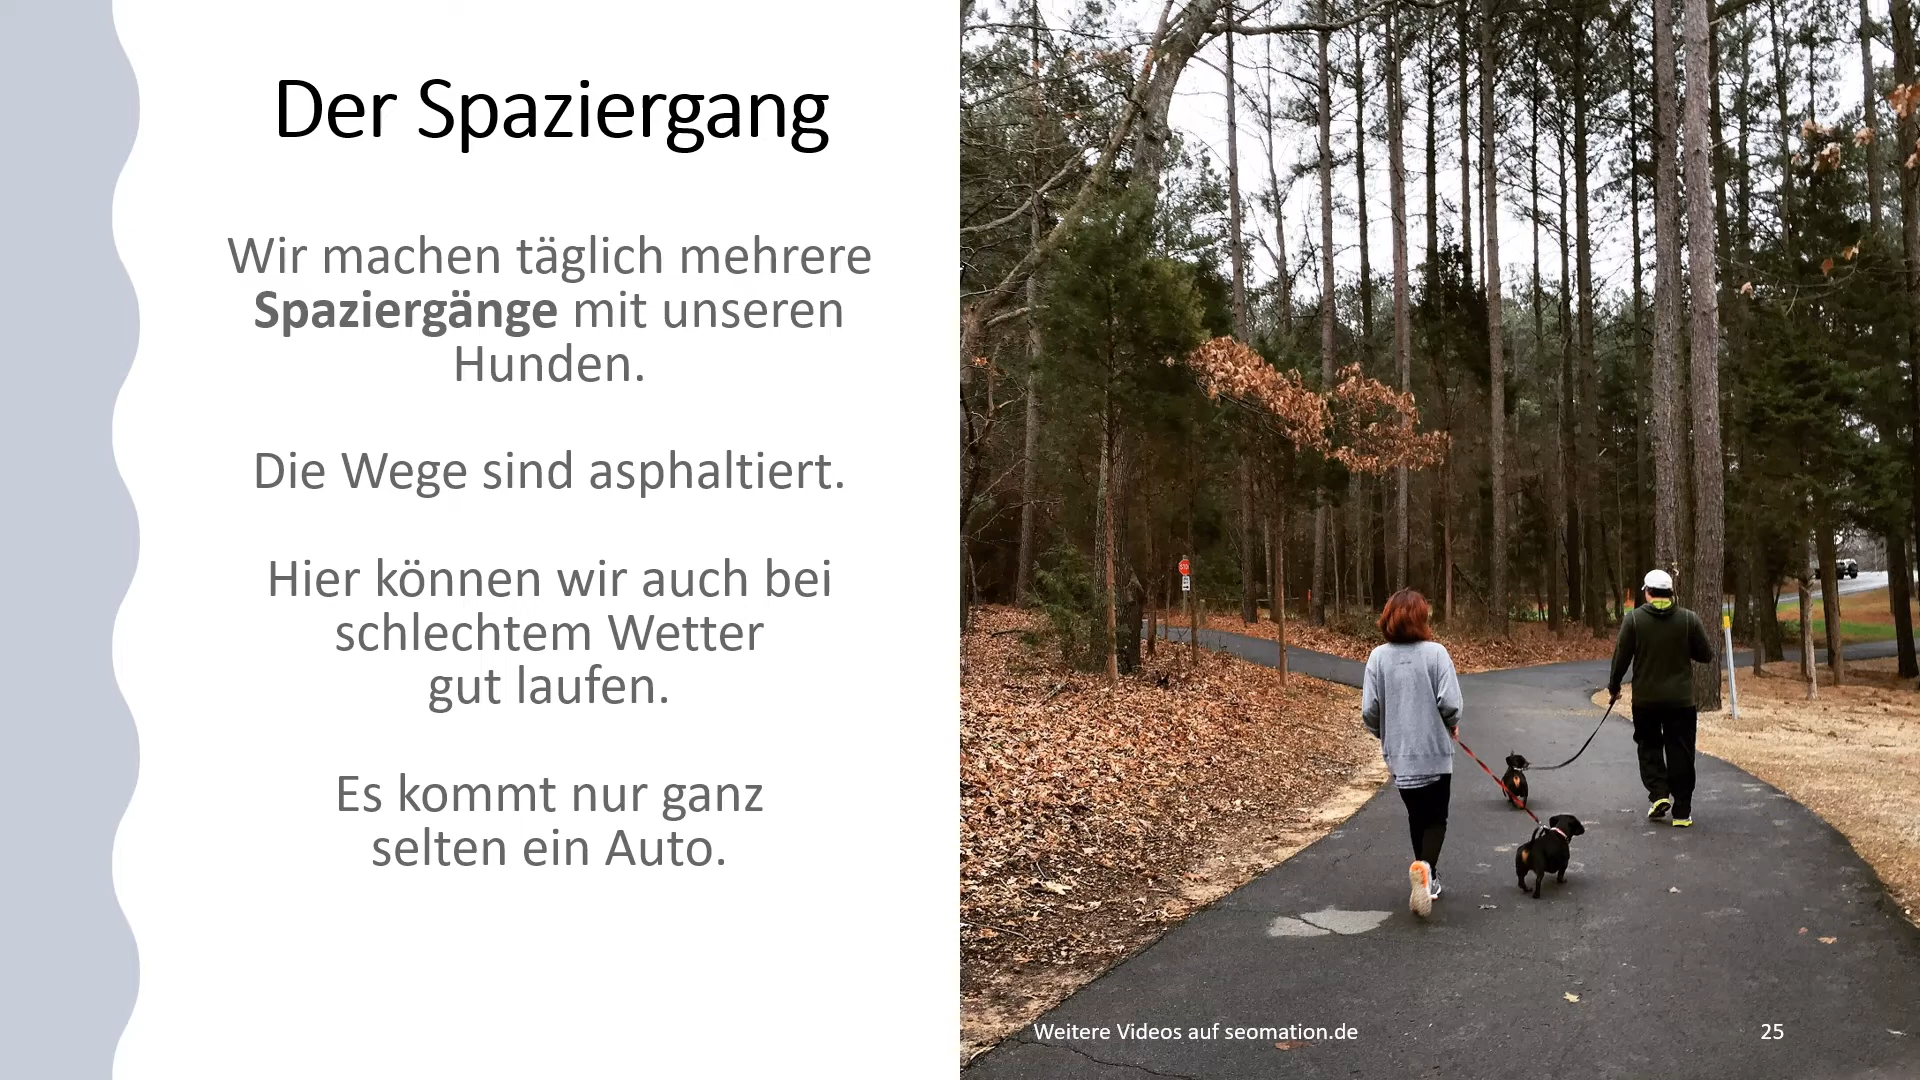 Der Spaziergang
Wir machen täglich mehrere
Spaziergänge mit unseren
Hunden.
Die Wege sind asphaltiert.
Hier können wir auch bei
schlechtem Wetter
gut laufen.
Es kommt nur ganz
selten ein Auto.
STOP
Weitere Videos auf seomation.de
25